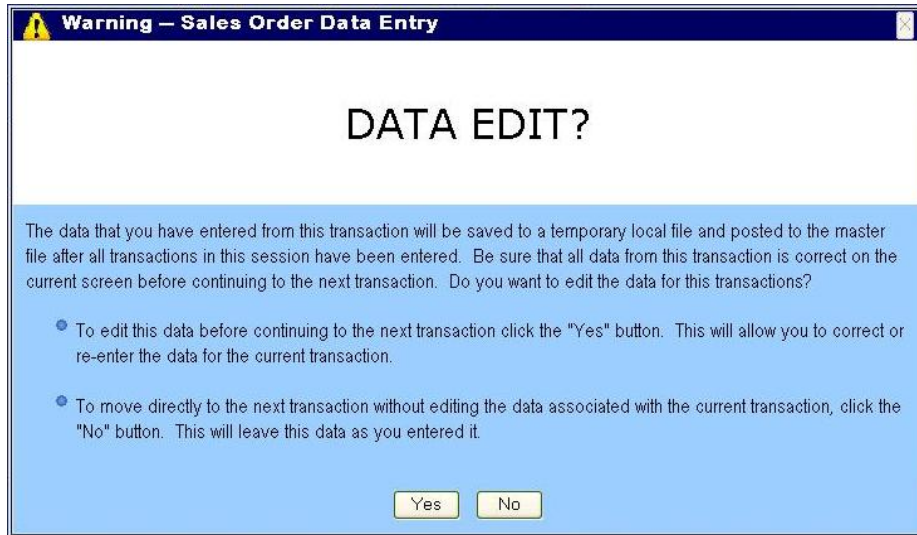 Warning – Sales Order Data Entry
DATA EDIT?
The data that you have entered from this transaction will be saved to a temporary local file and posted to the master
file after all transactions in this session have been entered. Be sure that all data from this transaction is correct on the
current screen before continuing to the next transaction. Do you want to edit the data for this transactions?
To edit this data before continuing to the next transaction click the "Yes" button. This will allow you to correct or
re-enter the data for the current transaction.
To move directly to the next transaction without editing the data associated with the current transaction, click the
"No" button. This will leave this data as you entered it.
Yes No